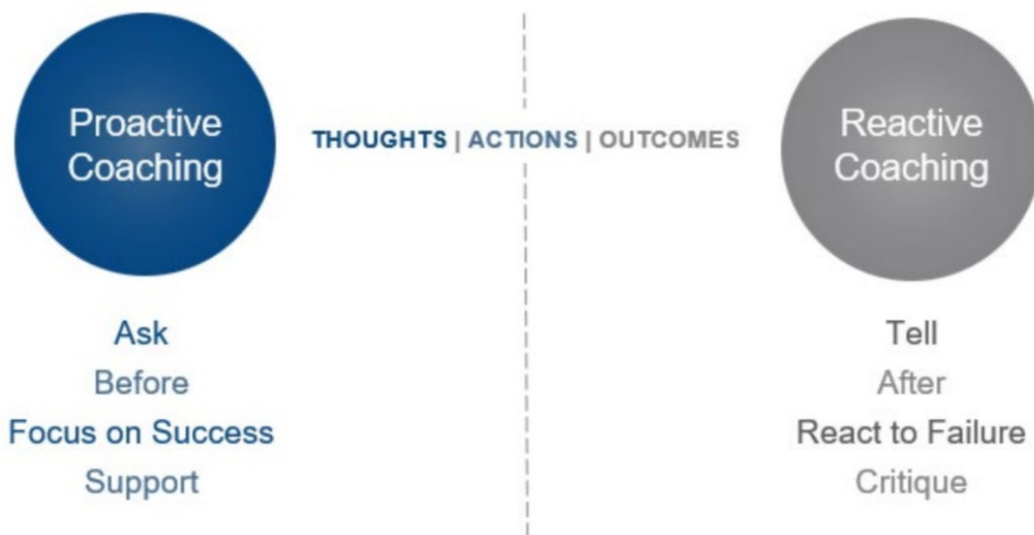 Proactive
Coaching
THOUGHTS | ACTIONS | OUTCOMES
Reactive
Coaching
Ask
Before
Focus on Success
Support
Tell
After
React to Failure
Critique